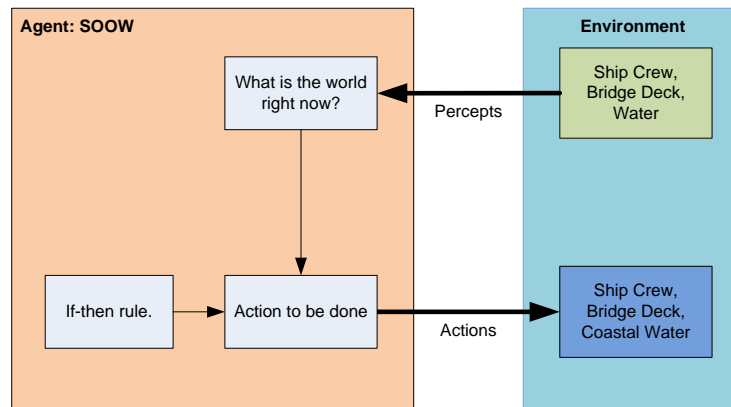 Agent: SOOW
Environment
What is the world
right now?
Ship Crew,
Bridge Deck,
Water
Percepts
If-then rule.
Action to be done
Ship Crew,
Bridge Deck,
Coastal Water
Actions